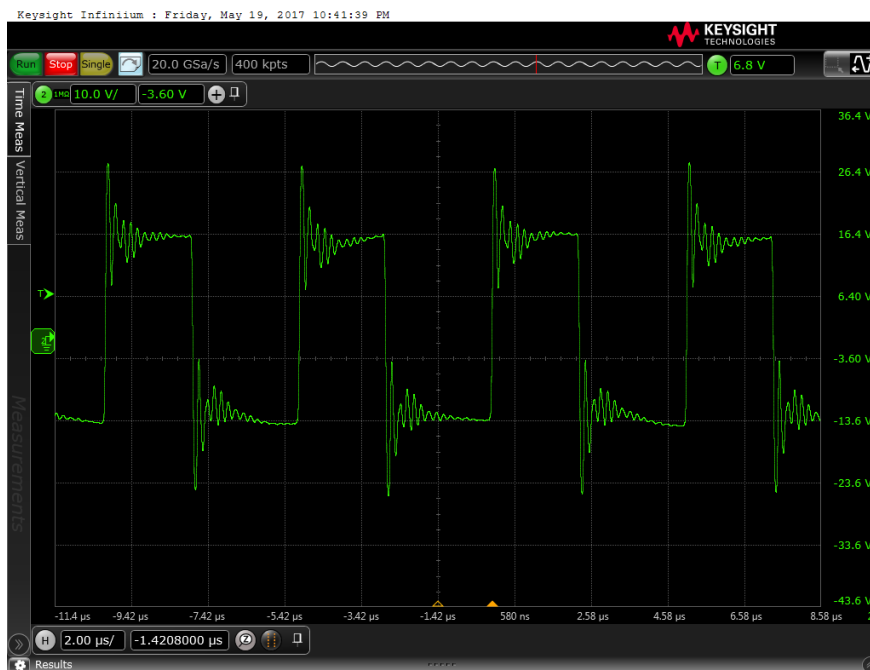 Keysight Infiniium : Friday, May 19, 2017 10:41:39 PM
KEYSIGHT
TECHNOLOGIES
Run Stop Single 20.0 GSa/s 400 kpts T 6.8 V
2 1MΩ 10.0 V/ -3.60 V +
Time Meas
Vertical Meas
Measurements
36.4 V
26.4 V
16.4 V
T 6.40 V
-3.60 V
-13.6 V
-23.6 V
-33.6 V
-43.6 V
-11.4 µs -9.42 µs -7.42 µs -5.42 µs -3.42 µs -1.42 µs 580 ns 2.58 µs 4.58 µs 6.58 µs 8.58 µs
H 2.00 µs/ -1.4208000 µs
Results